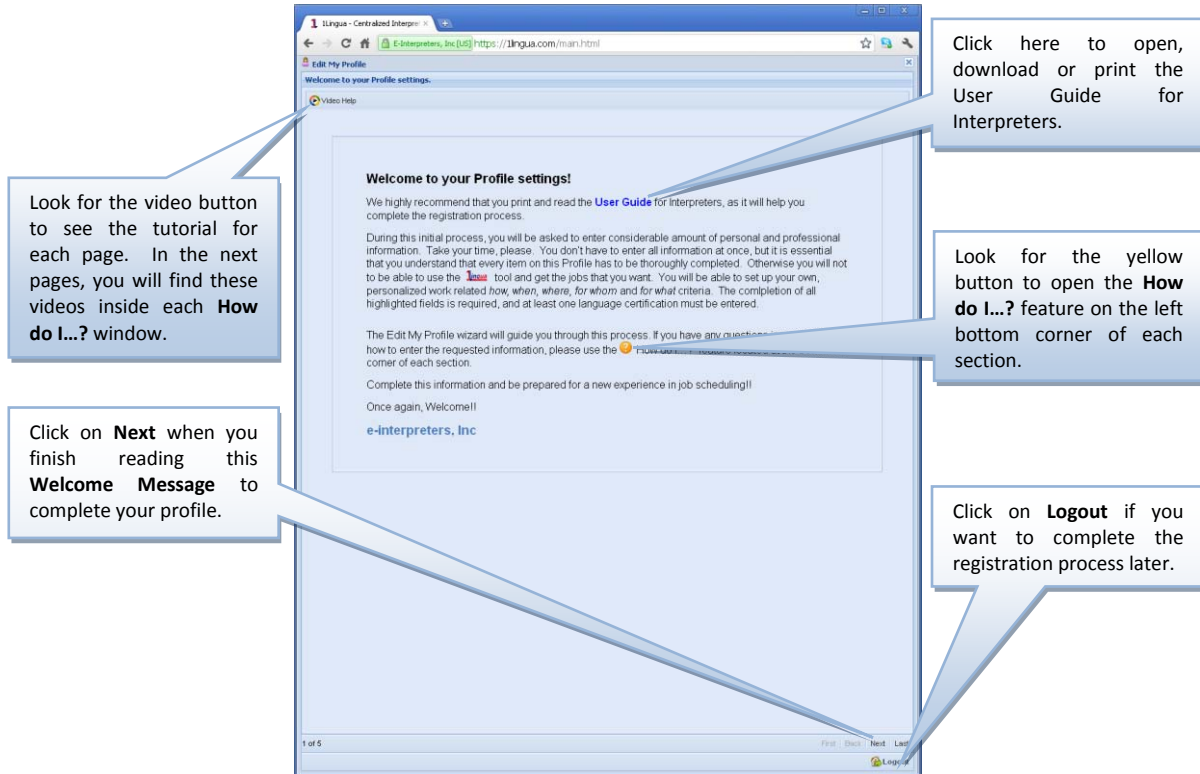 1 1Lingua - Centralized Interpre
E-Interpreters, Inc [US] https://1lingua.com/main.html
Edit My Profile
Welcome to your Profile settings.
Video Help
Welcome to your Profile settings!
We highly recommend that you print and read the User Guide for Interpreters, as it will help you
complete the registration process.
During this initial process, you will be asked to enter considerable amount of personal and professional
information. Take your time, please. You don't have to enter all information at once, but it is essential
that you understand that every item on this Profile has to be thoroughly completed. Otherwise you will not
to be able to use the 1lingua tool and get the jobs that you want. You will be able to set up your own,
personalized work related how, when, where, for whom and for what criteria. The comlpletion of all
highlighted fields is required, and at least one language certification must be entered.
The Edit My Profile wizard will guide you through this process. If you have any questions
how to enter the requested information, please use the
corner of each section.
Complete this information and be prepared for a new experience in job scheduling!!
Once again, Welcome!!
e-interpreters, Inc
1 of 5
First Back Next Last
Logout
Look for the video button
to see the tutorial for
each page. In the next
pages, you will find these
videos inside each How
do I...? window.
Click on Next when you
finish reading this
Welcome Message to
complete your profile.
Click here to open,
download or print the
User Guide for
Interpreters.
Look for the yellow
button to open the How
do I...? feature on the left
bottom corner of each
section.
Click on Logout if you
want to complete the
registration process later.